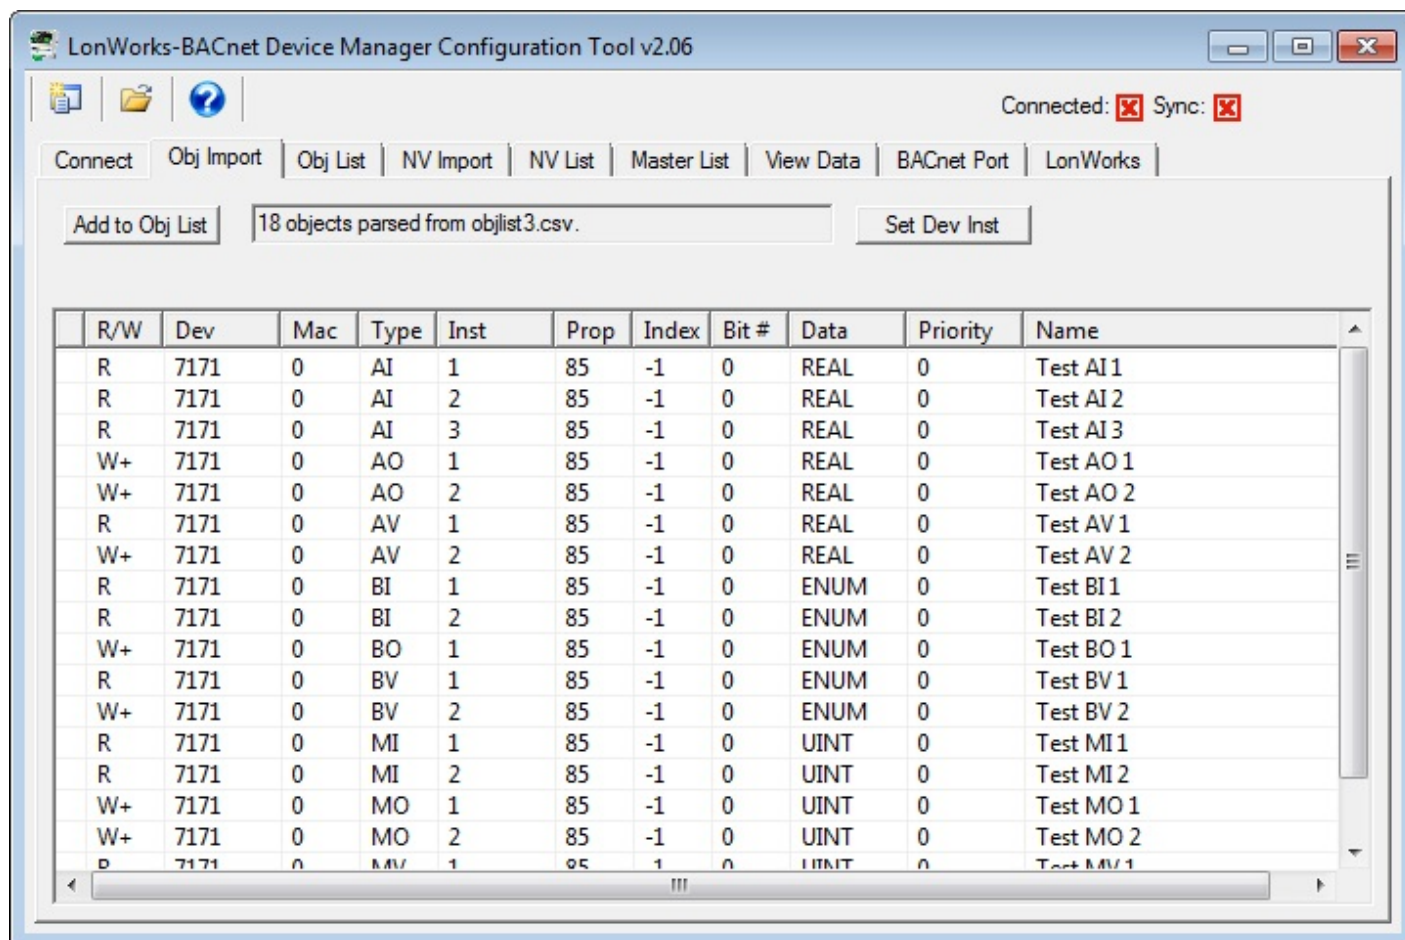 LonWorks-BACnet Device Manager Configuration Tool v2.06
Connected: Sync:
Connect Obj Import Obj List NV Import NV List Master List View Data BACnet Port LonWorks
Add to Obj List 18 objects parsed from objlist3.csv. Set Dev Inst
R/W Dev Mac Type Inst Prop Index Bit # Data Priority Name
R 7171 0 AI 1 85 -1 0 REAL 0 Test AI 1
R 7171 0 AI 2 85 -1 0 REAL 0 Test AI 2
R 7171 0 AI 3 85 -1 0 REAL 0 Test AI 3
W+ 7171 0 AO 1 85 -1 0 REAL 0 Test AO 1
W+ 7171 0 AO 2 85 -1 0 REAL 0 Test AO 2
R 7171 0 AV 1 85 -1 0 REAL 0 Test AV 1
W+ 7171 0 AV 2 85 -1 0 REAL 0 Test AV 2
R 7171 0 BI 1 85 -1 0 ENUM 0 Test BI 1
R 7171 0 BI 2 85 -1 0 ENUM 0 Test BI 2
W+ 7171 0 BO 1 85 -1 0 ENUM 0 Test BO 1
R 7171 0 BV 1 85 -1 0 ENUM 0 Test BV 1
W+ 7171 0 BV 2 85 -1 0 ENUM 0 Test BV 2
R 7171 0 MI 1 85 -1 0 UINT 0 Test MI 1
R 7171 0 MI 2 85 -1 0 UINT 0 Test MI 2
W+ 7171 0 MO 1 85 -1 0 UINT 0 Test MO 1
W+ 7171 0 MO 2 85 -1 0 UINT 0 Test MO 2
R 7171 0 MV 1 85 -1 0 UINT 0 Test MV 1